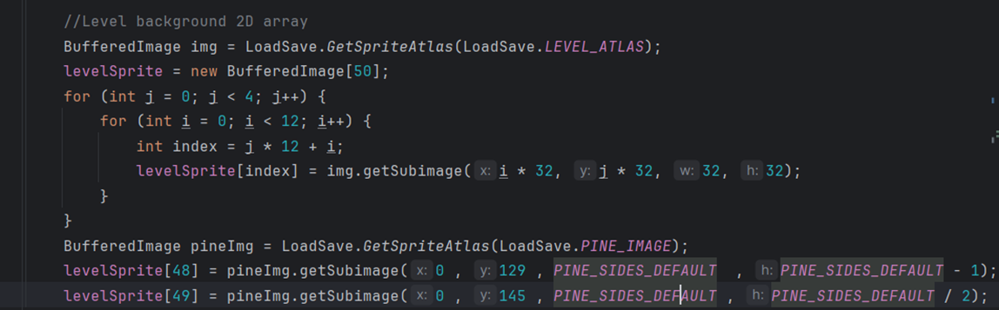 //Level background 2D array
BufferedImage img = LoadSave.GetSpriteAtlas(LoadSave.LEVEL_ATLAS);
levelSprite = new BufferedImage[50];
for (int j = 0; j < 4; j++) {
for (int i = 0; i < 12; i++) {
int index = j * 12 + i;
levelSprite[index] = img.getSubimage( x: i * 32, y: j * 32, w: 32, h: 32);
}
}
BufferedImage pineImg = LoadSave.GetSpriteAtlas(LoadSave.PINE_IMAGE);
levelSprite[48] = pineImg.getSubimage( x: 0 , y: 129 , PINE_SIDES_DEFAULT , h: PINE_SIDES_DEFAULT - 1);
levelSprite[49] = pineImg.getSubimage( x: 0 , y: 145 , PINE_SIDES_DEFAULT , h: PINE_SIDES_DEFAULT / 2);